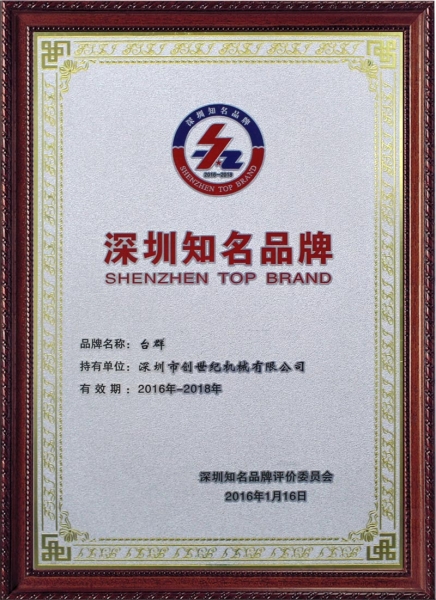 深圳知名品牌
2016-2018
SHENZHEN TOP BRAND
深圳知名品牌
SHENZHEN TOP BRAND
品牌名称：台群
持有单位：深圳市创世纪机械有限公司
有效期：2016年-2018年
深圳知名品牌评价委员会
2016年1月16日